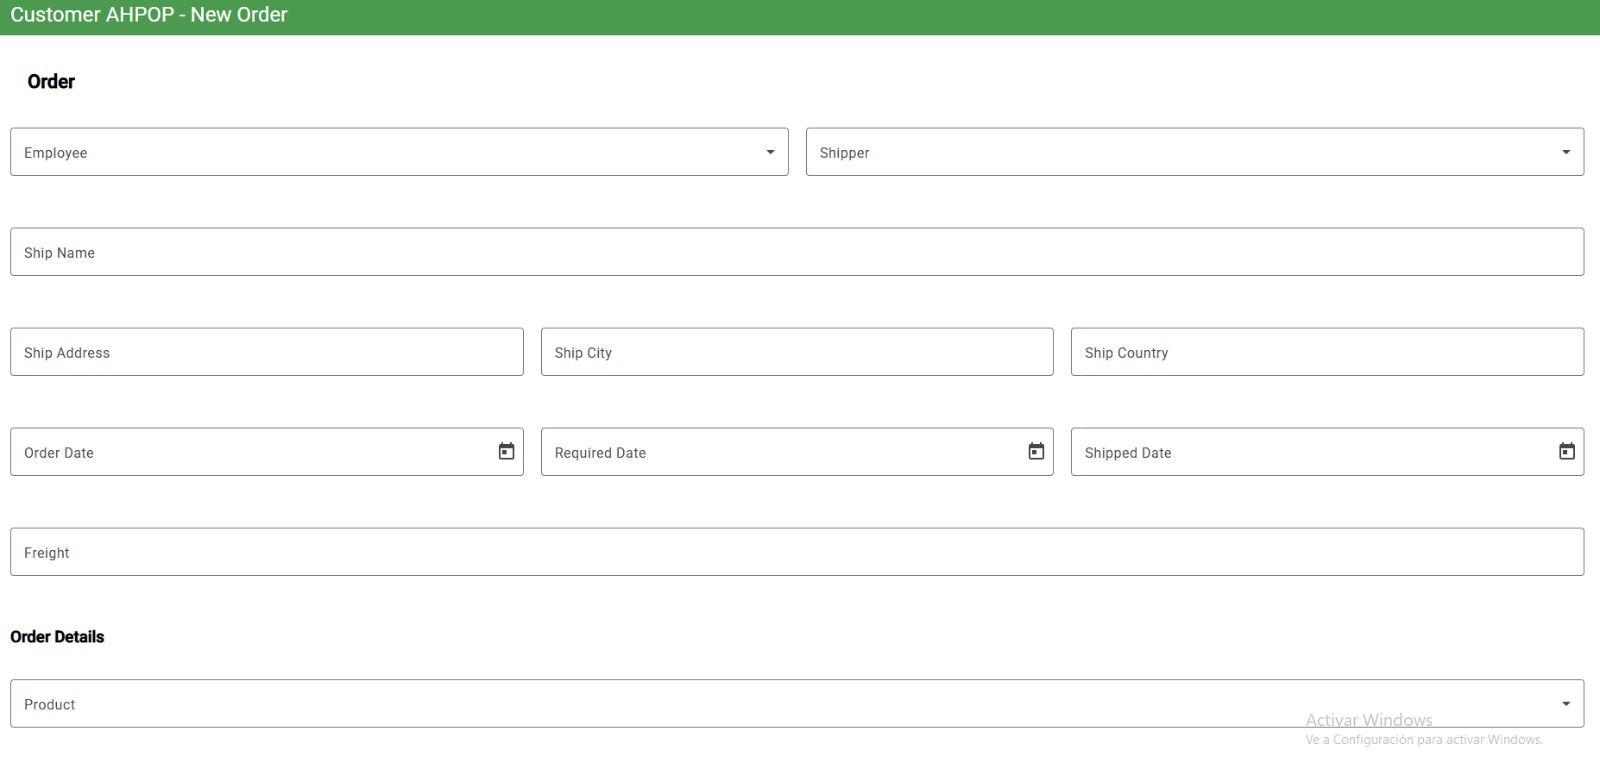 Customer AHPOP - New Order
Order
Employee
Shipper
Ship Name
Ship Address
Ship City
Ship Country
Order Date
Required Date
Shipped Date
Freight
Order Details
Product
Activar Windows
Ve a Configuración para activar Windows.